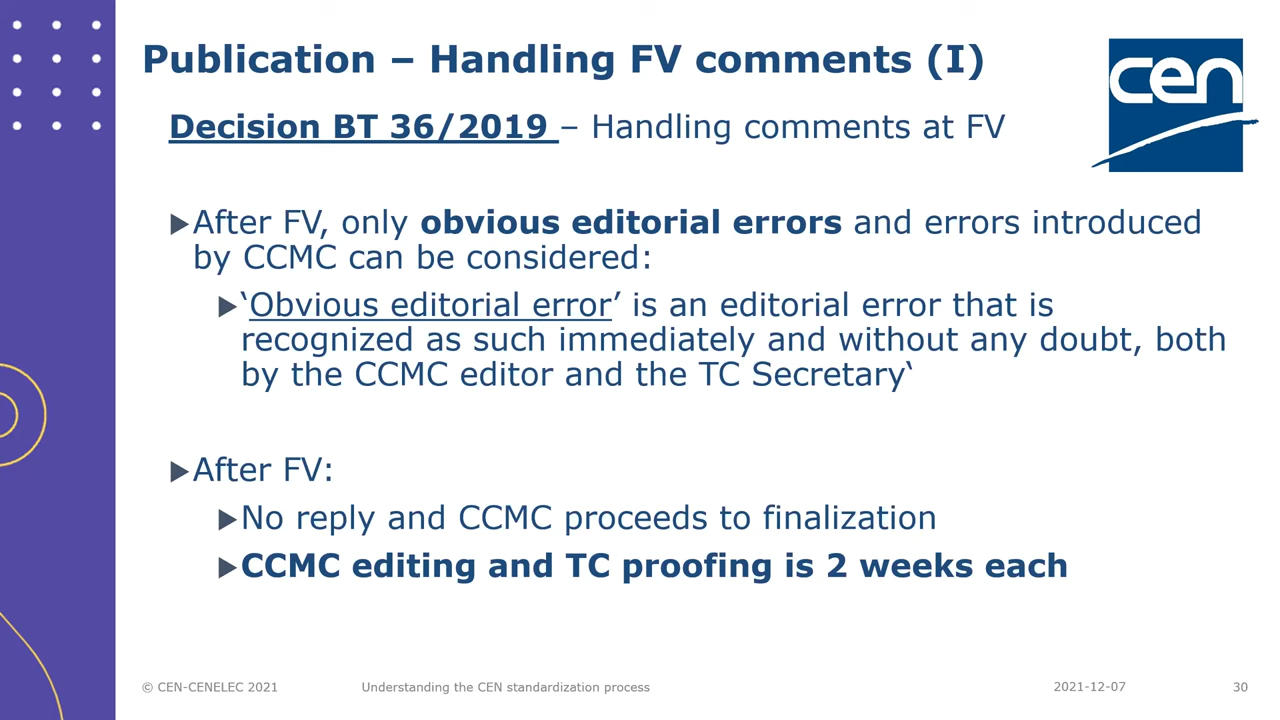 Publication – Handling FV comments (I)
cen
Decision BT 36/2019 – Handling comments at FV
▶After FV, only obvious editorial errors and errors introduced
by CCMC can be considered:
▶‘Obvious editorial error’ is an editorial error that is
recognized as such immediately and without any doubt, both
by the CCMC editor and the TC Secretary‘
▶After FV:
▶No reply and CCMC proceeds to finalization
▶CCMC editing and TC proofing is 2 weeks each
© CEN-CENELEC 2021 Understanding the CEN standardization process 2021-12-07 30